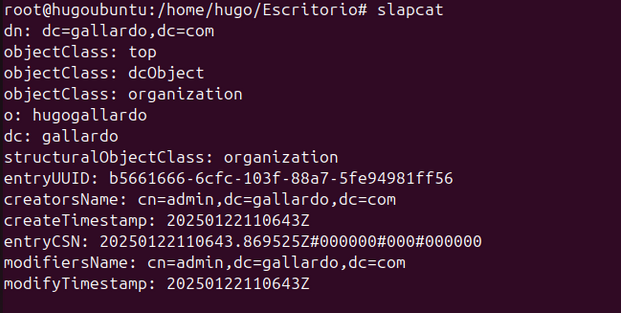 root@hugoubuntu:/home/hugo/Escritorio# slapcat
dn: dc=gallardo,dc=com
objectClass: top
objectClass: dcObject
objectClass: organization
o: hugogallardo
dc: gallardo
structuralObjectClass: organization
entryUUID: b5661666-6cfc-103f-88a7-5fe94981ff56
creatorsName: cn=admin,dc=gallardo,dc=com
createTimestamp: 20250122110643Z
entryCSN: 20250122110643.869525Z#000000#000#000000
modifiersName: cn=admin,dc=gallardo,dc=com
modifyTimestamp: 20250122110643Z